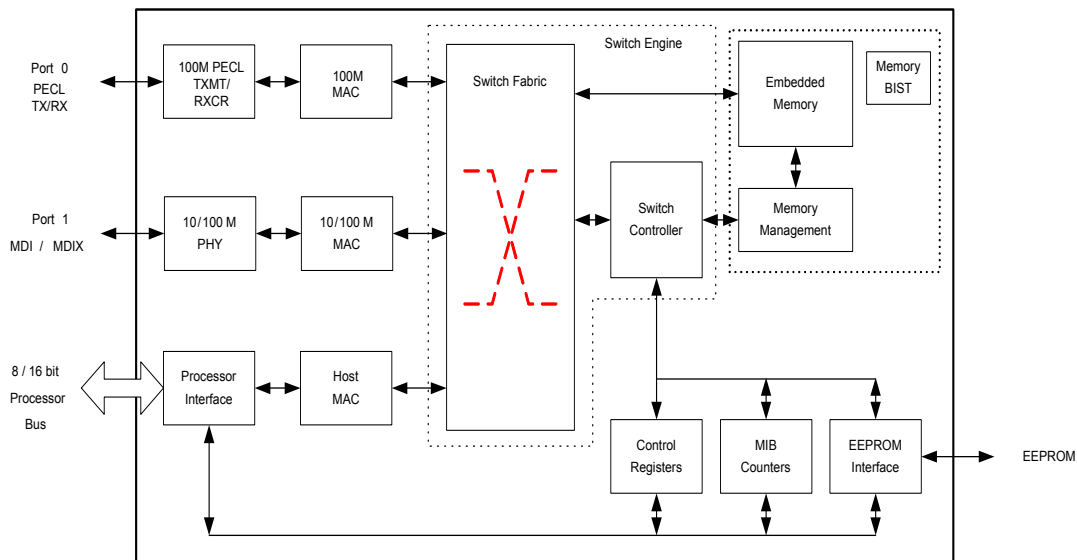 Port 0
PECL
TX/RX
100M PECL
TXMT/
RXCR
100M
MAC
Switch Fabric
Switch Engine
Embedded
Memory
Memory
BIST
Port 1
MDI / MDIX
10/100 M
PHY
10/100 M
MAC
Switch
Controller
Memory
Management
8 / 16 bit
Processor
Bus
Processor
Interface
Host
MAC
Control
Registers
MIB
Counters
EEPROM
Interface
EEPROM